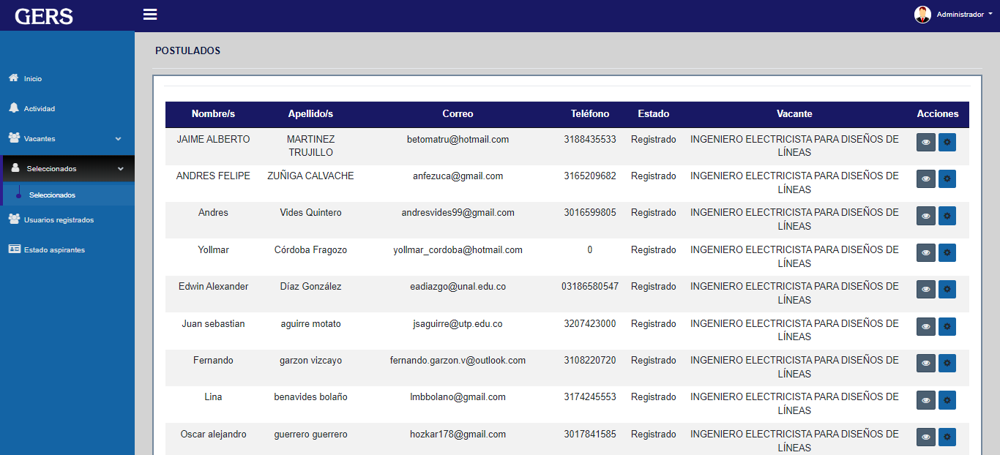 GERS
Administrador
Inicio
Actividad
Vacantes
Seleccionados
Seleccionados
Usuarios registrados
Estado aspirantes
POSTULADOS
Nombre/s Apellido/s Correo Teléfono Estado Vacante Acciones
JAIME ALBERTO MARTINEZ TRUJILLO betomatru@hotmail.com 3188435533 Registrado INGENIERO ELECTRICISTA PARA DISEÑOS DE LÍNEAS
ANDRES FELIPE ZUÑIGA CALVACHE anfezuca@gmail.com 3165209682 Registrado INGENIERO ELECTRICISTA PARA DISEÑOS DE LÍNEAS
Andres Vides Quintero andresvides99@gmail.com 3016599805 Registrado INGENIERO ELECTRICISTA PARA DISEÑOS DE LÍNEAS
Yollmar Córdoba Fragozo yollmar_cordoba@hotmail.com 0 Registrado INGENIERO ELECTRICISTA PARA DISEÑOS DE LÍNEAS
Edwin Alexander Díaz González eadiazgo@unal.edu.co 03186580547 Registrado INGENIERO ELECTRICISTA PARA DISEÑOS DE LÍNEAS
Juan sebastian aguirre motato jsaguirre@utp.edu.co 3207423000 Registrado INGENIERO ELECTRICISTA PARA DISEÑOS DE LÍNEAS
Fernando garzon vizcayo fernando.garzon.v@outlook.com 3108220720 Registrado INGENIERO ELECTRICISTA PARA DISEÑOS DE LÍNEAS
Lina benavides bolaño lmbbolano@gmail.com 3174245553 Registrado INGENIERO ELECTRICISTA PARA DISEÑOS DE LÍNEAS
Oscar alejandro guerrero guerrero hozkar178@gmail.com 3017841585 Registrado INGENIERO ELECTRICISTA PARA DISEÑOS DE LÍNEAS